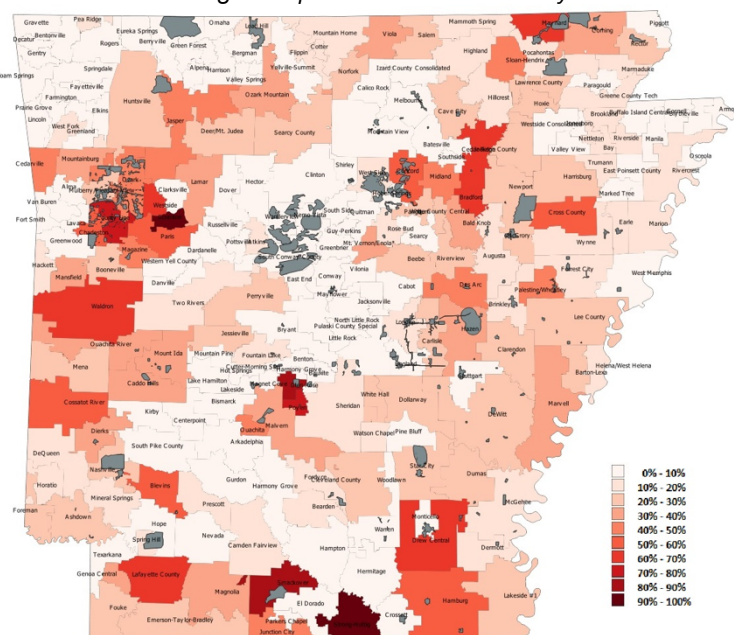 Gravette
Pea Ridge
Omaha
Mammoth Spring
Maynard
Piggott
Decatur
Bentonville
Eureka Springs
Lead Hill
Mountain Home
Viola
Salem
Corning
Rector
Rogers
Berryville
Green Forest
Cotter
Flippin
Highland
Pocahontas
Gentry
Bergman
Sloan-Hendrix
Springdale
Alpena
Harrison
Yellville-Summit
Norfork
Izard County Consolidated
Marmaduke
Valley Springs
Lawrence County
Fayetteville
Calico Rock
Paragould
Farmington
Huntsville
Ozark Mountain
Melbourne
Hillcrest
Greene County Tech
Prairie Grove
Elkins
Cave City
Hoxie
Lincoln
Jasper
Westside Consolidated
West Fork
Greenland
Deer/Mt. Judea
Searcy County
Mountain View
Nettleton
Riverside
Manila
Batesville
Valley View
Bay
Cedarville
Mountainburg
Shirley
Southside
Trumann
Osceola
Clinton
East Poinsett County
Rivercrest
Lamar
Hector
Midland
Harrisburg
Clarksville
Dover
Newport
Marked Tree
Van Buren
Westside
Bradford
Fort Smith
Russellville
South Side
Quitman
Cross County
Earle
Marion
Charleston
Paris
Guy-Perkins
Rose Bud
Bald Knob
Greenwood
Dardanelle
Greenbrier
Mt. Vernon/Enola
Searcy
Wynne
Magazine
Western Yell County
South Conway County
Hackett
Booneville
Vilonia
Beebe
Riverview
Augusta
Forrest City
West Memphis
Mansfield
East End
Conway
Danville
Mayflower
Cabot
Des Arc
Palestine/Wheatley
Waldron
Two Rivers
Perryville
Jacksonville
Brinkley
Lee County
North Little Rock
Hazen
Ouachita River
Jessieville
Bryant
Pulaski County Special
Little Rock
Carlisle
Clarendon
Mount Ida
Mountain Pine
Fountain Lake
Benton
Mena
Cutter-Morning Star
Hot Springs
Harmony Grove
Helena/West Helena
Caddo Hills
Lake Hamilton
Magnet Cove
Stuttgart
Barton-Lexa
Lakeside
Cossatot River
Bismarck
Poyen
Sheridan
White Hall
Dollarway
Marvell
Kirby
Centerpoint
Malvern
DeWitt
Dierks
Ouachita
Watson Chapel
Pine Bluff
Arkadelphia
DeQueen
South Pike County
Star City
Nashville
Gurdon
Fordyce
Cleveland County
Woodlawn
Dumas
Horatio
Blevins
Harmony Grove
Mineral Springs
Prescott
Bearden
McGehee
Foreman
Ashdown
Hope
Monticello
Nevada
Warren
Spring Hill
Camden Fairview
Hampton
Drew Central
Dermott
Texarkana
Genoa Central
Lafayette County
Hermitage
Magnolia
Smackover
Lakeside #1
Fouke
El Dorado
Hamburg
Emerson-Taylor-Bradley
Parkers Chapel
Crossett
Junction City
0% - 10%
10% - 20%
20% - 30%
30% - 40%
40% - 50%
50% - 60%
60% - 70%
70% - 80%
80% - 90%
90% - 100%